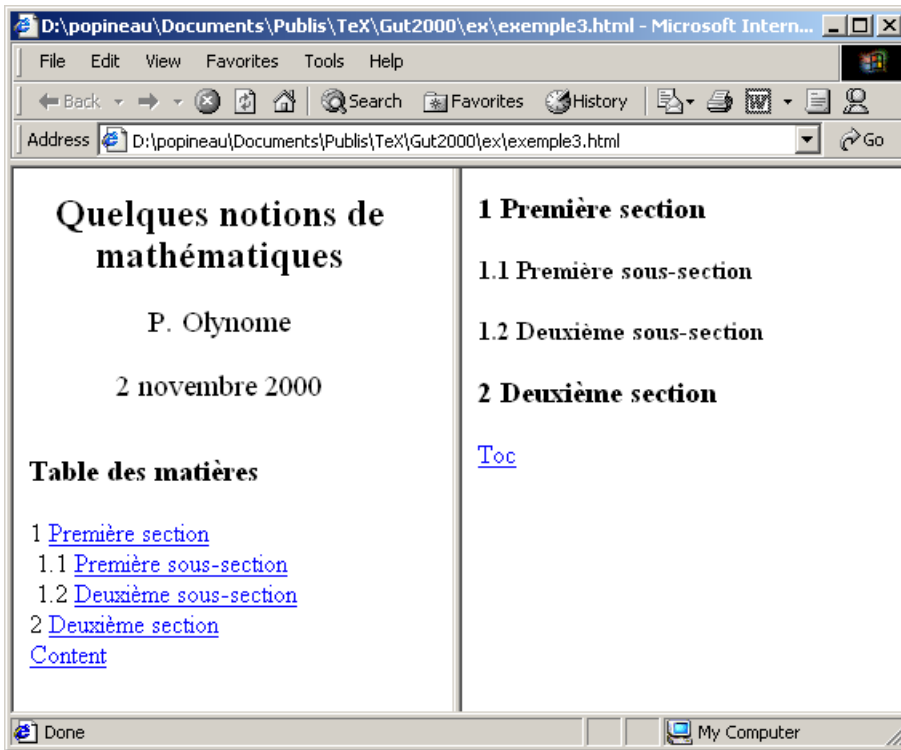 D:\popineau\Documents\Publis\TeX\Gut2000\ex\exemple3.html - Microsoft Intern...
File Edit View Favorites Tools Help
Back Search Favorites History
Address D:\popineau\Documents\Publis\TeX\Gut2000\ex\exemple3.html Go
Quelques notions de
mathématiques
P. Olynome
2 novembre 2000
Table des matières
1 Première section
1.1 Première sous-section
1.2 Deuxième sous-section
2 Deuxième section
Content
1 Première section
1.1 Première sous-section
1.2 Deuxième sous-section
2 Deuxième section
Toc
Done My Computer